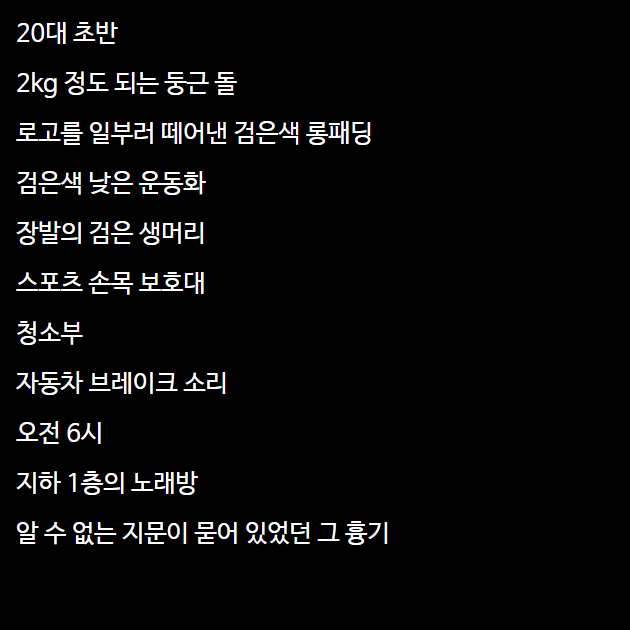 20대 초반
2kg 정도 되는 둥근 돌
로고를 일부러 떼어낸 검은색 롱패딩
검은색 낮은 운동화
장발의 검은 생머리
스포츠 손목 보호대
청소부
자동차 브레이크 소리
오전 6시
지하 1층의 노래방
알 수 없는 지문이 묻어 있었던 그 흉기